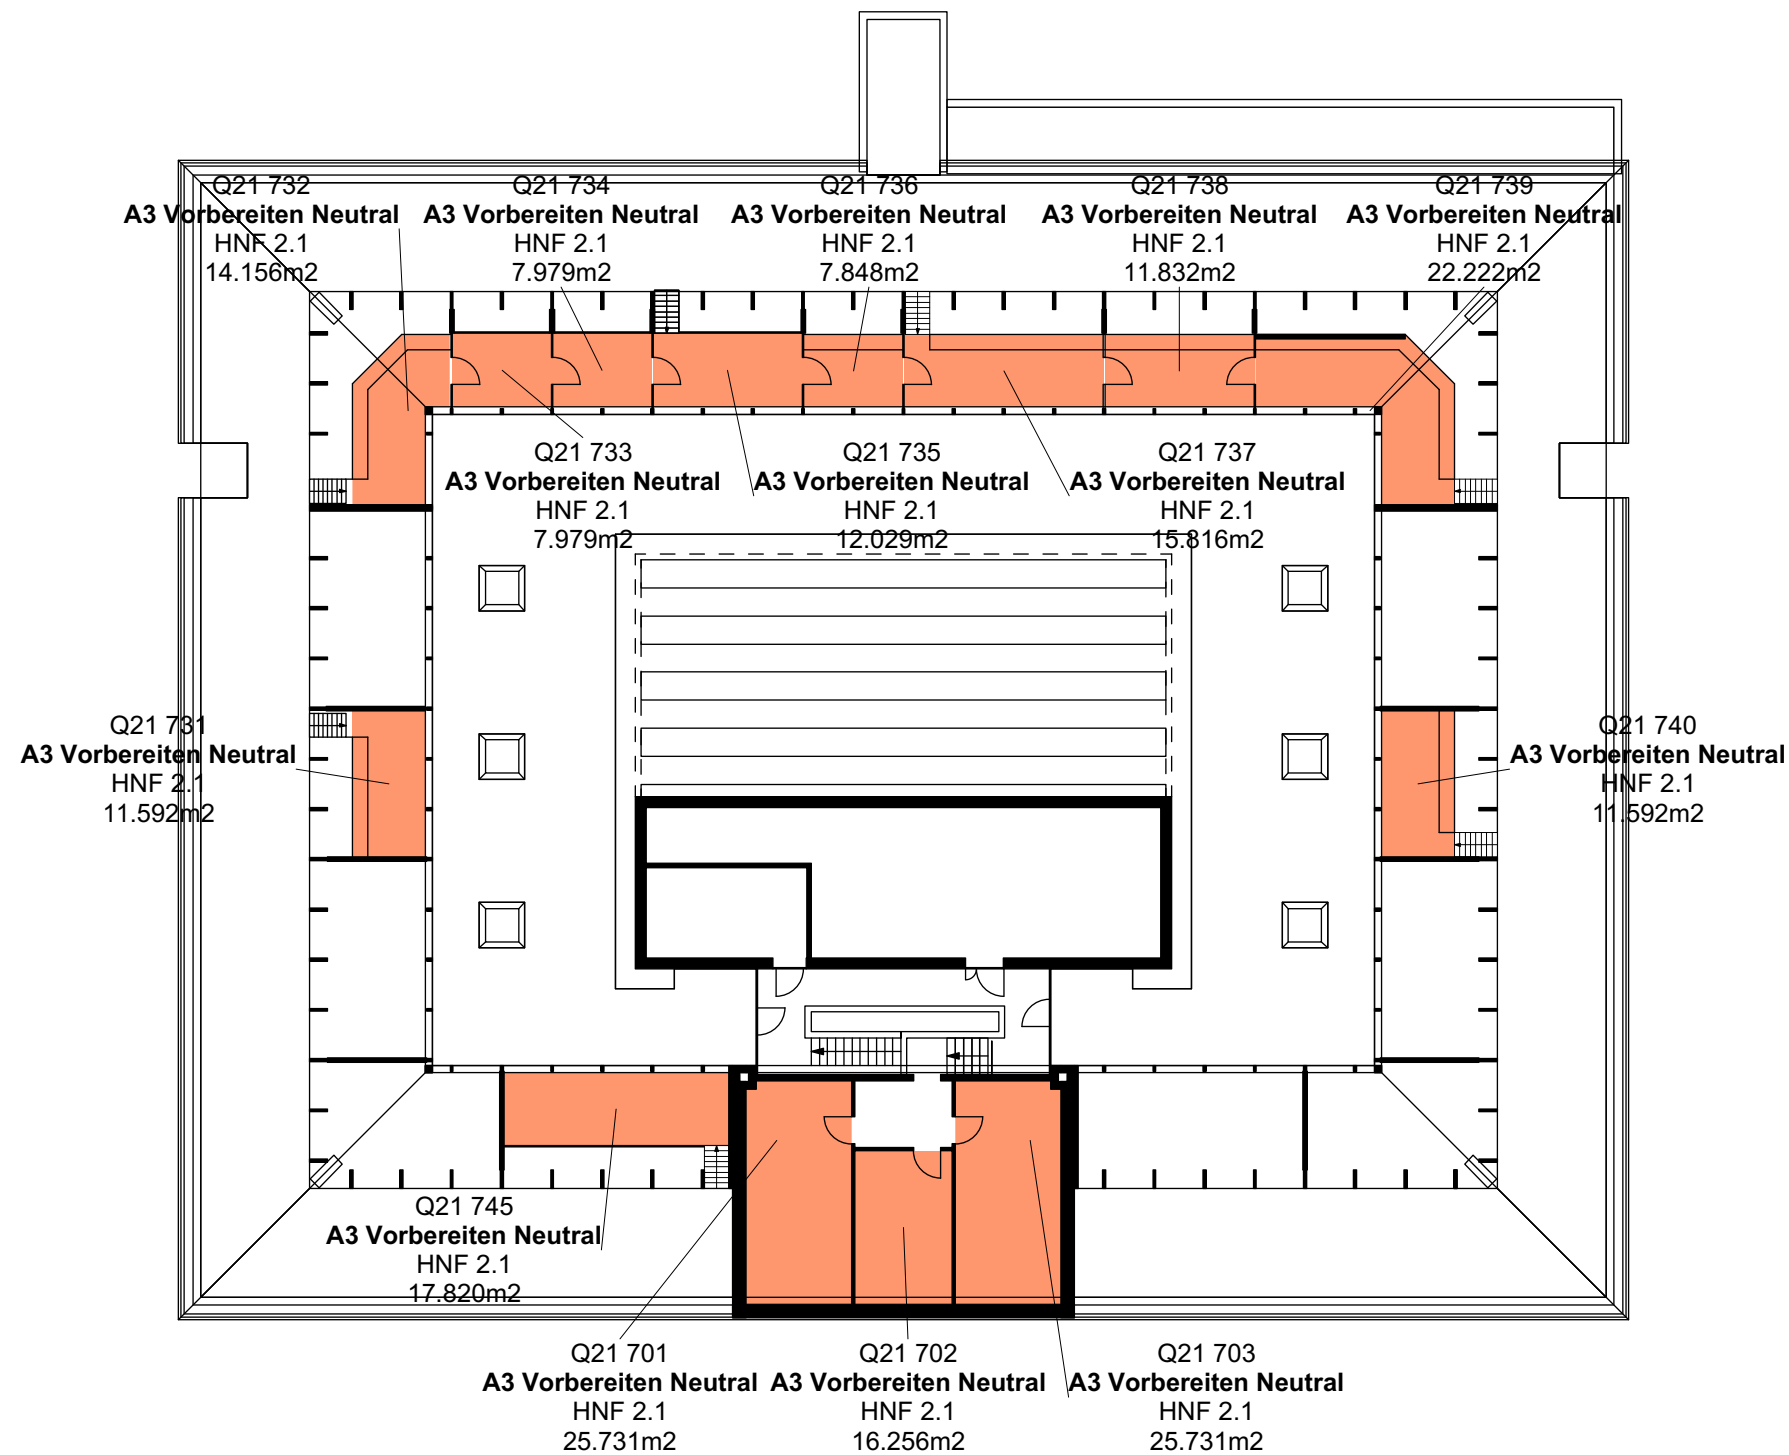 Q21 732
A3 Vorbereiten Neutral
HNF 2.1
14.156m2
Q21 734
A3 Vorbereiten Neutral
HNF 2.1
7.979m2
Q21 736
A3 Vorbereiten Neutral
HNF 2.1
7.848m2
Q21 738
A3 Vorbereiten Neutral
HNF 2.1
11.832m2
Q21 739
A3 Vorbereiten Neutral
HNF 2.1
22.222m2
Q21 733
A3 Vorbereiten Neutral
HNF 2.1
7.979m2
Q21 735
A3 Vorbereiten Neutral
HNF 2.1
12.029m2
Q21 737
A3 Vorbereiten Neutral
HNF 2.1
15.816m2
Q21 731
A3 Vorbereiten Neutral
HNF 2.1
11.592m2
Q21 740
A3 Vorbereiten Neutral
HNF 2.1
11.592m2
Q21 745
A3 Vorbereiten Neutral
HNF 2.1
17.820m2
Q21 701
A3 Vorbereiten Neutral
HNF 2.1
25.731m2
Q21 702
A3 Vorbereiten Neutral
HNF 2.1
16.256m2
Q21 703
A3 Vorbereiten Neutral
HNF 2.1
25.731m2